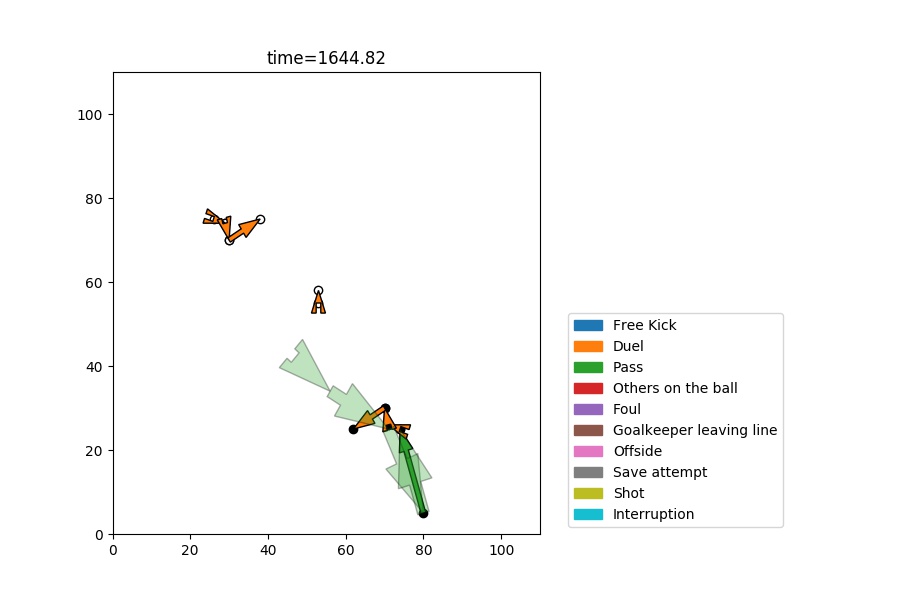 time=1644.82
100
80
60
40
20
0
0 20 40 60 80 100
Free Kick
Duel
Pass
Others on the ball
Foul
Goalkeeper leaving line
Offside
Save attempt
Shot
Interruption